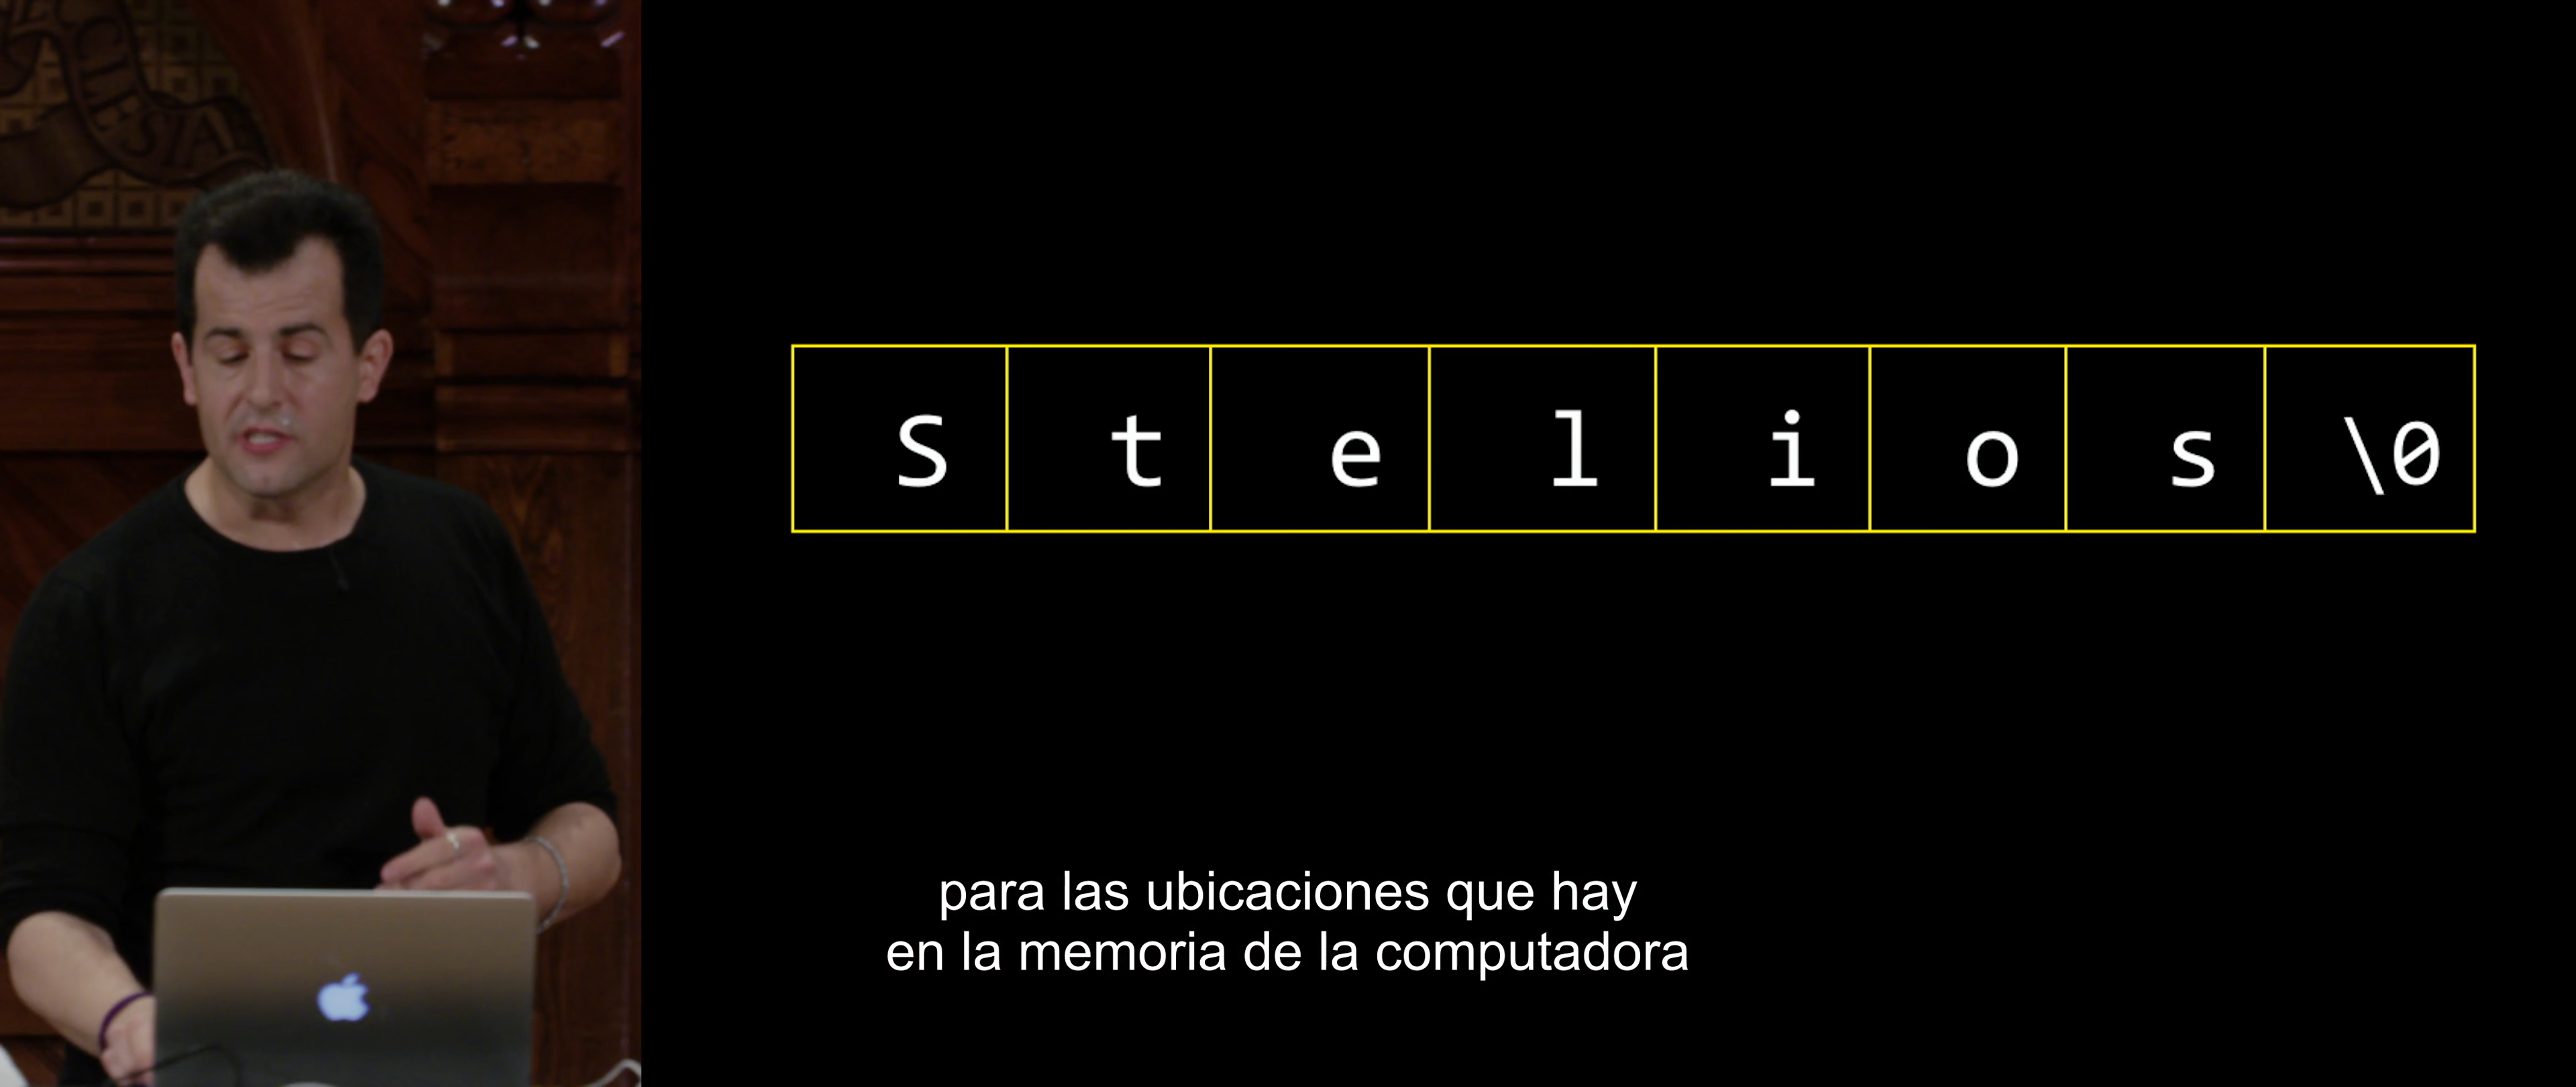 S t e l i o s \0
para las ubicaciones que hay
en la memoria de la computadora